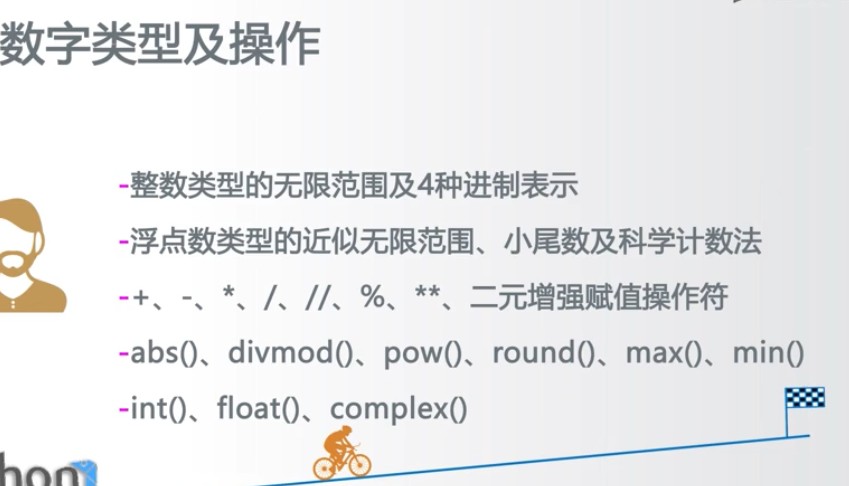 数字类型及操作
-整数类型的无限范围及4种进制表示
-浮点数类型的近似无限范围、小尾数及科学计数法
-+、-、*、/、//、%、**、二元增强赋值操作符
-abs()、divmod()、pow()、round()、max()、min()
-int()、float()、complex()
hon